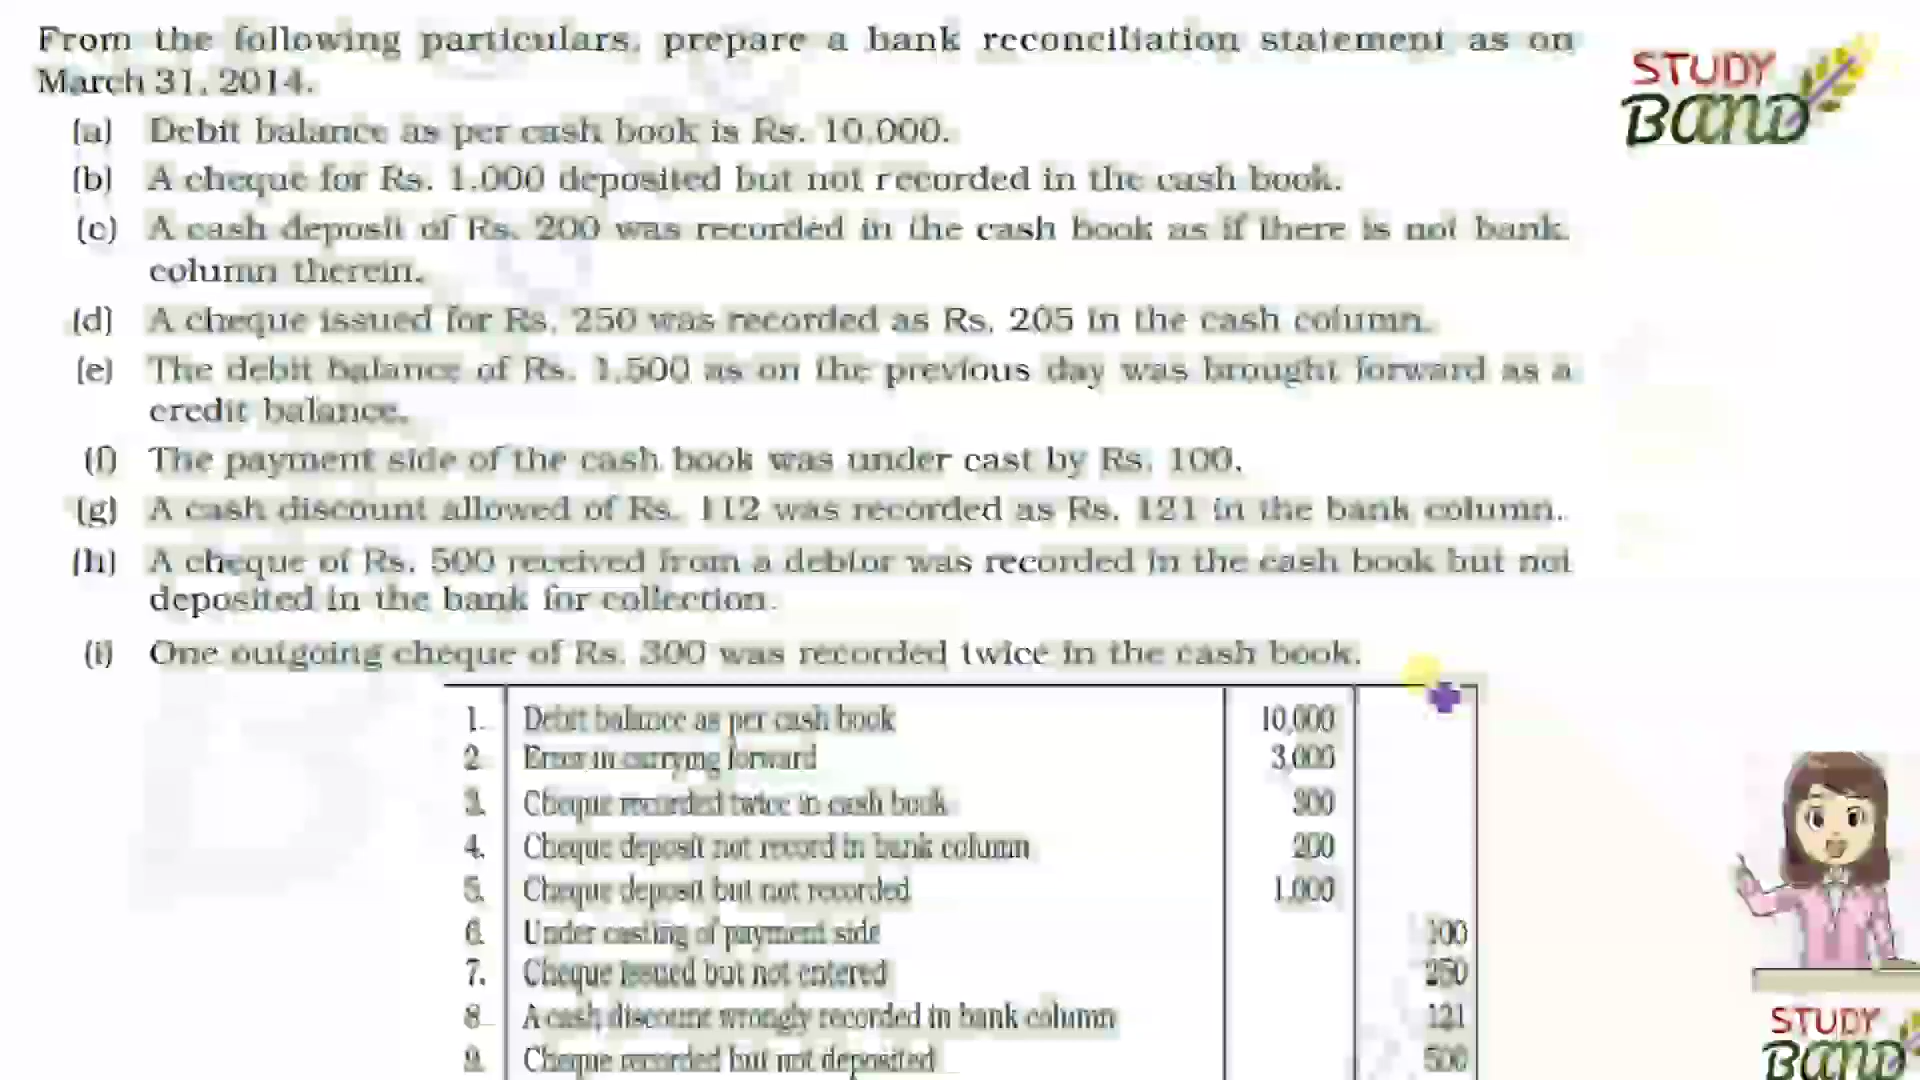 From the following particulars, prepare a bank reconciliation statement as on
March 31, 2014.
(a) Debit balance as per cash book is Rs. 10,000.
(b) A cheque for Rs. 1,000 deposited but not recorded in the cash book.
(c) A cash deposit of Rs. 200 was recorded in the cash book as if there is not bank
column therein.
(d) A cheque issued for Rs. 250 was recorded as Rs. 205 in the cash column.
(e) The debit balance of Rs. 1,500 as on the previous day was brought forward as a
credit balance.
(f) The payment side of the cash book was under cast by Rs. 100.
(g) A cash discount allowed of Rs. 112 was recorded as Rs. 121 in the bank column.
(h) A cheque of Rs. 500 received from a debtor was recorded in the cash book but not
deposited in the bank for collection.
(i) One outgoing cheque of Rs. 300 was recorded twice in the cash book.
1. Debit balance as per cash book 10,000
2. Error in carrying forward 3,000
3. Cheque recorded twice in cash book 300
4. Cheque deposit not record in bank column 200
5. Cheque deposit but not recorded 1,000
6. Under casting of payment side 100
7. Cheque issued but not entered 250
8. A cash discount wrongly recorded in bank column 121
9. Cheque recorded but not deposited 500
STUDY
BAND
STUDY
BAND